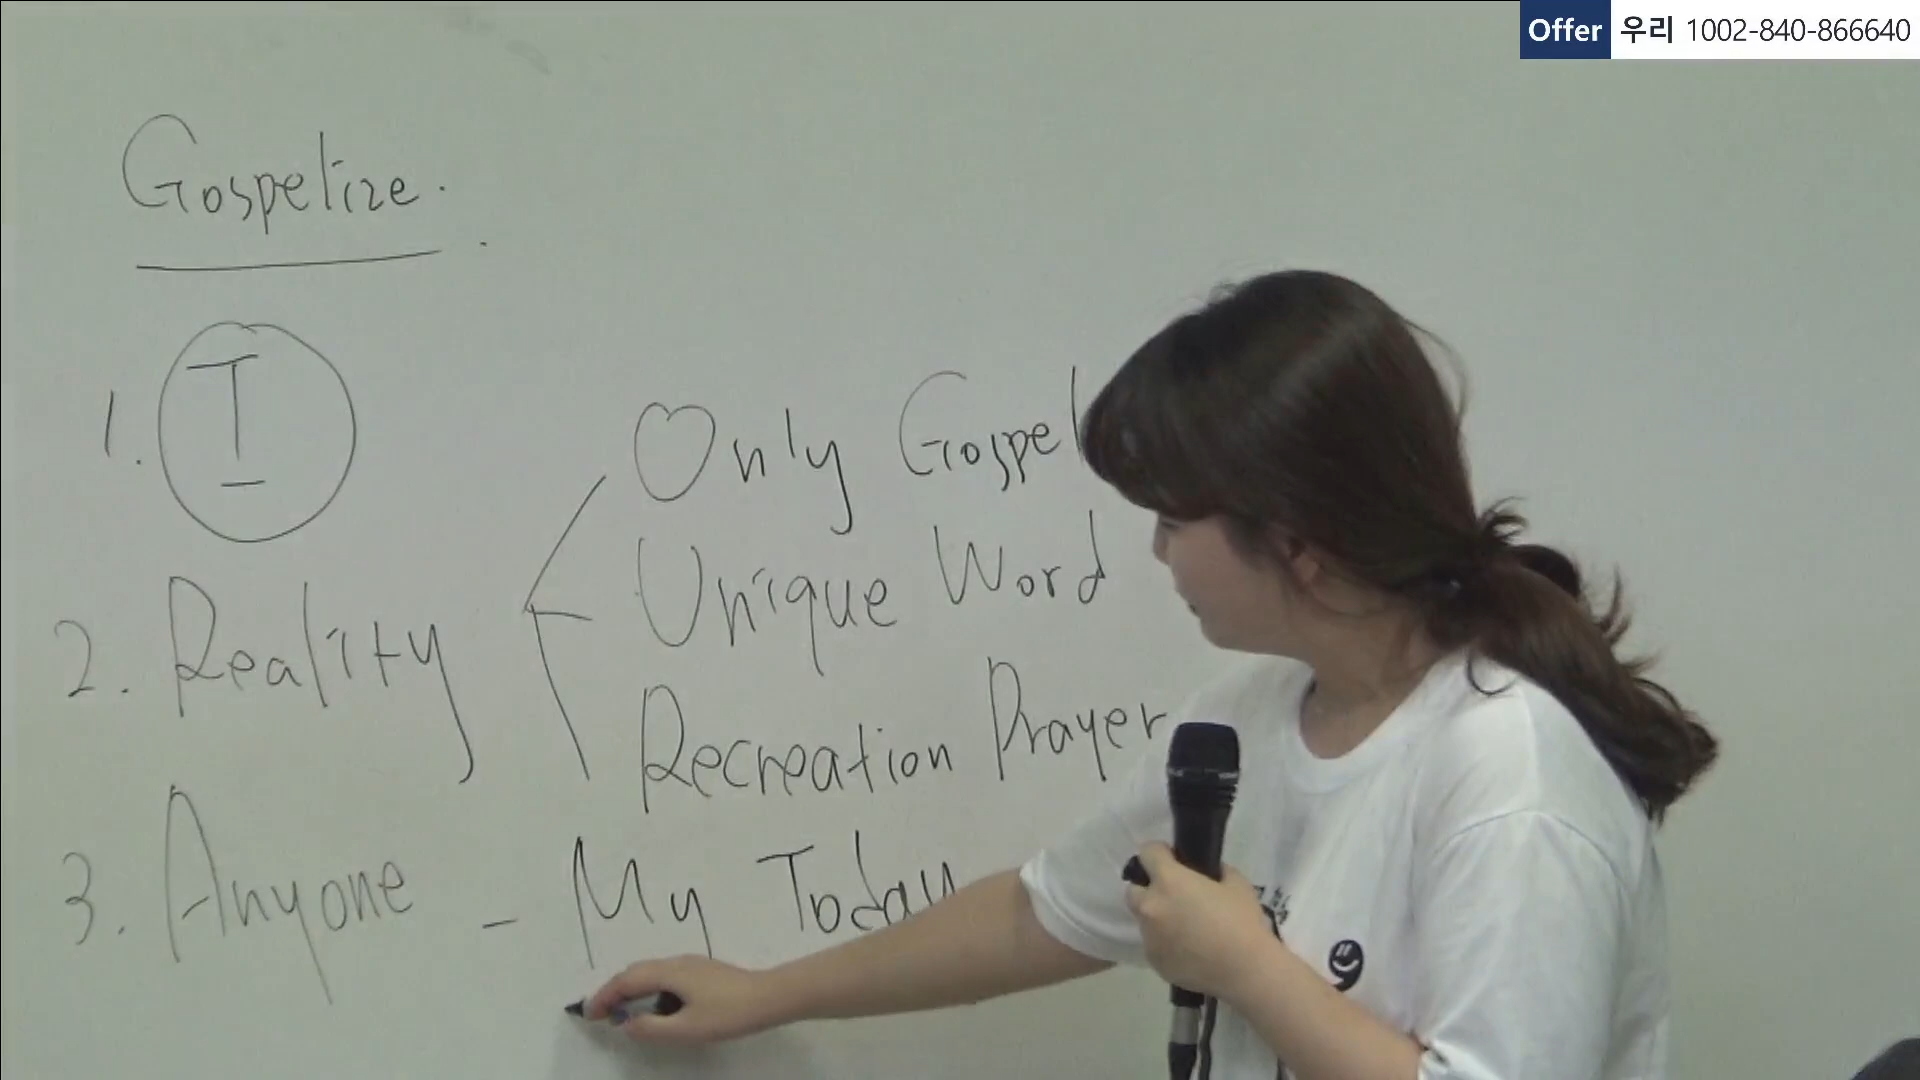 Offer 우리 1002-840-866640
Gospelize.
1. I
Only Gospel
Unique Word
2. Reality
Recreation Prayer
3. Anyone - My Today